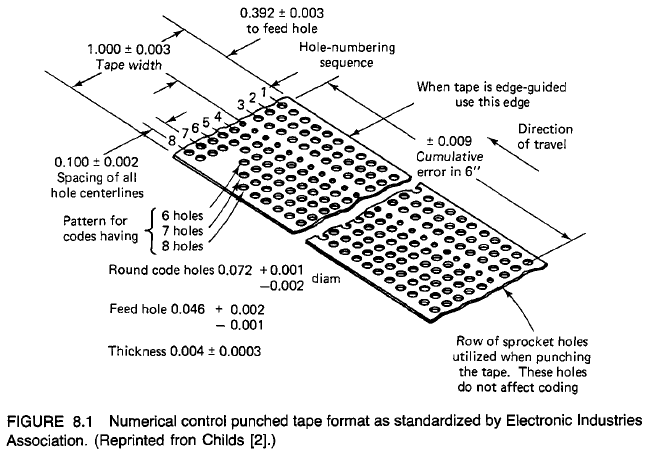 0.392 ± 0.003
to feed hole
1.000 ± 0.003
Tape width
Hole-numbering
sequence
1
2
3
4
5
6
7
8
When tape is edge-guided
use this edge
± 0.009
Cumulative
error in 6"
Direction
of travel
0.100 ± 0.002
Spacing of all
hole centerlines
Pattern for
codes having
6 holes
7 holes
8 holes
Round code holes 0.072 +0.001 diam
−0.002
Feed hole 0.046 + 0.002
− 0.001
Thickness 0.004 ± 0.0003
Row of sprocket holes
utilized when punching
the tape. These holes
do not affect coding
FIGURE 8.1 Numerical control punched tape format as standardized by Electronic Industries
Association. (Reprinted fron Childs [2].)